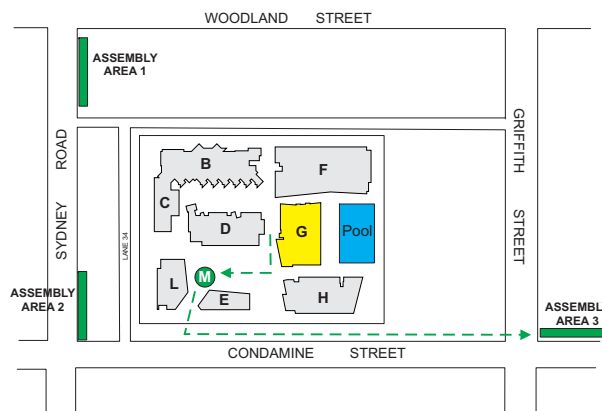 WOODLAND STREET
ASSEMBLY
AREA 1
SYDNEY ROAD
GRIFFITH STREET
LANE 34
B
F
C
D
G
Pool
L
M
E
H
ASSEMBLY
AREA 2
ASSEMBL
AREA 3
CONDAMINE STREET